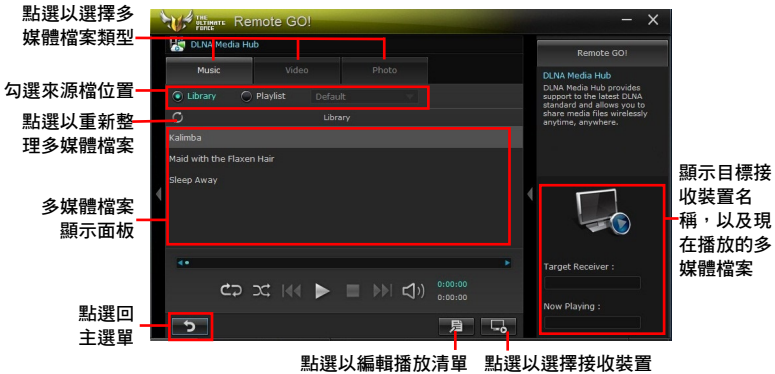 點選以選擇多
媒體檔案類型
勾選來源檔位置
點選以重新整
理多媒體檔案
多媒體檔案
顯示面板
點選回
主選單
THE
ULTIMATE
FORCE
Remote GO!
DLNA Media Hub
Music Video Photo
Library Playlist Default
Library
Kalimba
Maid with the Flaxen Hair
Sleep Away
0:00:00
0:00:00
Remote GO!
DLNA Media Hub
DLNA Media Hub provides
support to the latest DLNA
standard and allows you to
share media files wirelessly
anytime, anywhere.
Target Receiver :
Now Playing :
顯示目標接
收裝置名
稱，以及現
在播放的多
媒體檔案
點選以編輯播放清單 點選以選擇接收裝置